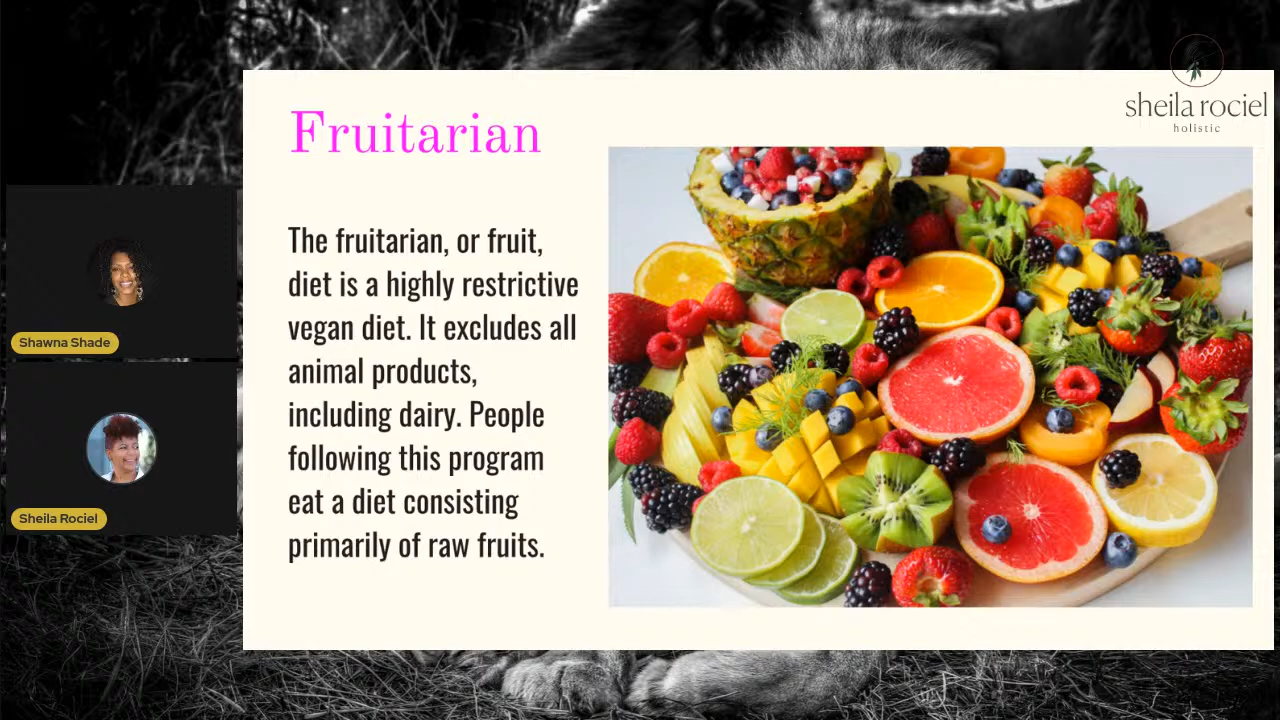 sheila rociel
holistic
Fruitarian
The fruitarian, or fruit,
diet is a highly restrictive
vegan diet. It excludes all
animal products,
including dairy. People
following this program
eat a diet consisting
primarily of raw fruits.
Shawna Shade
Sheila Rociel